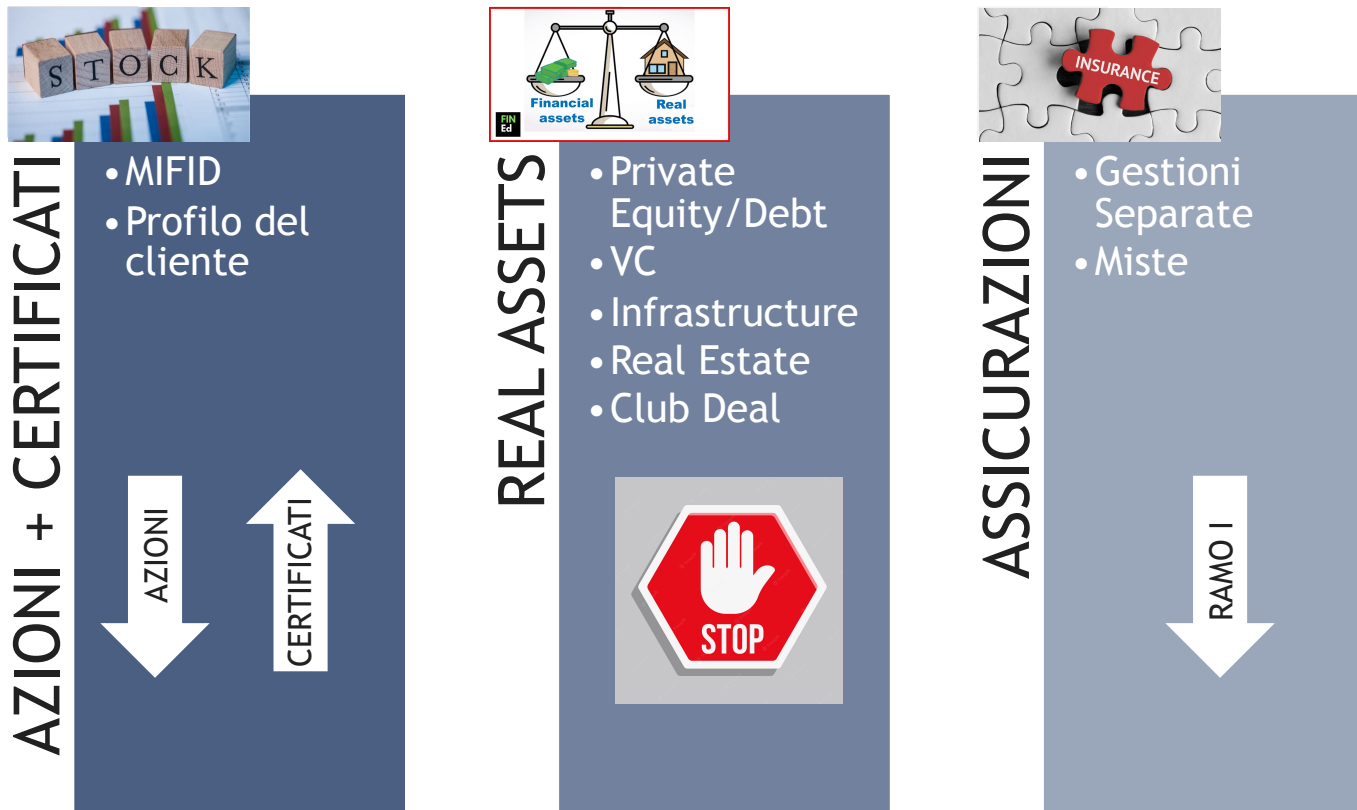 STOCK
AZIONI + CERTIFICATI
MIFID
Profilo del
cliente
AZIONI
CERTIFICATI
Financial
assets
Real
assets
FIN
Ed
REAL ASSETS
Private
Equity/Debt
VC
Infrastructure
Real Estate
Club Deal
STOP
INSURANCE
ASSICURAZIONI
Gestioni
Separate
Miste
RAMO I